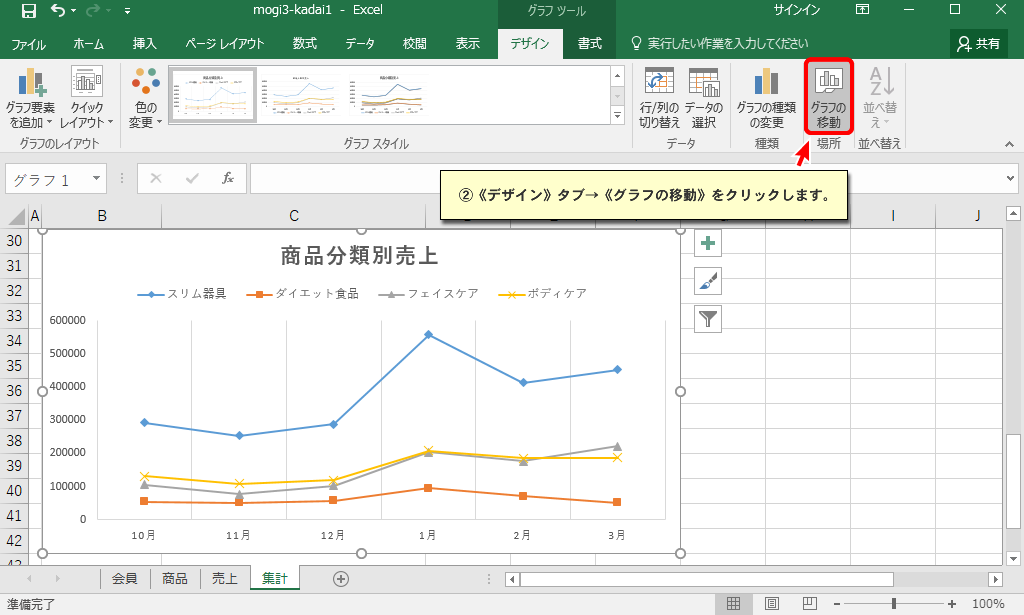 mogi3-kadai1 - Excel
グラフ ツール
サインイン
ファイル ホーム 挿入 ページ レイアウト 数式 データ 校閲 表示 デザイン 書式 実行したい作業を入力してください 共有
グラフ要素を追加 クイックレイアウト 色の変更 行/列の切り替え データの選択 グラフの種類の変更 グラフの移動 並べ替え
グラフのレイアウト グラフ スタイル データ 種類 場所 並べ替え
グラフ 1 fx
②《デザイン》タブ→《グラフの移動》をクリックします。
A B C I J
30
31
32
33
34
35
36
37
38
39
40
41
42
43
商品分類別売上
スリム器具 ダイエット食品 フェイスケア ボディケア
600000
500000
400000
300000
200000
100000
0
10月 11月 12月 1月 2月 3月
会員 商品 売上 集計
準備完了 100%